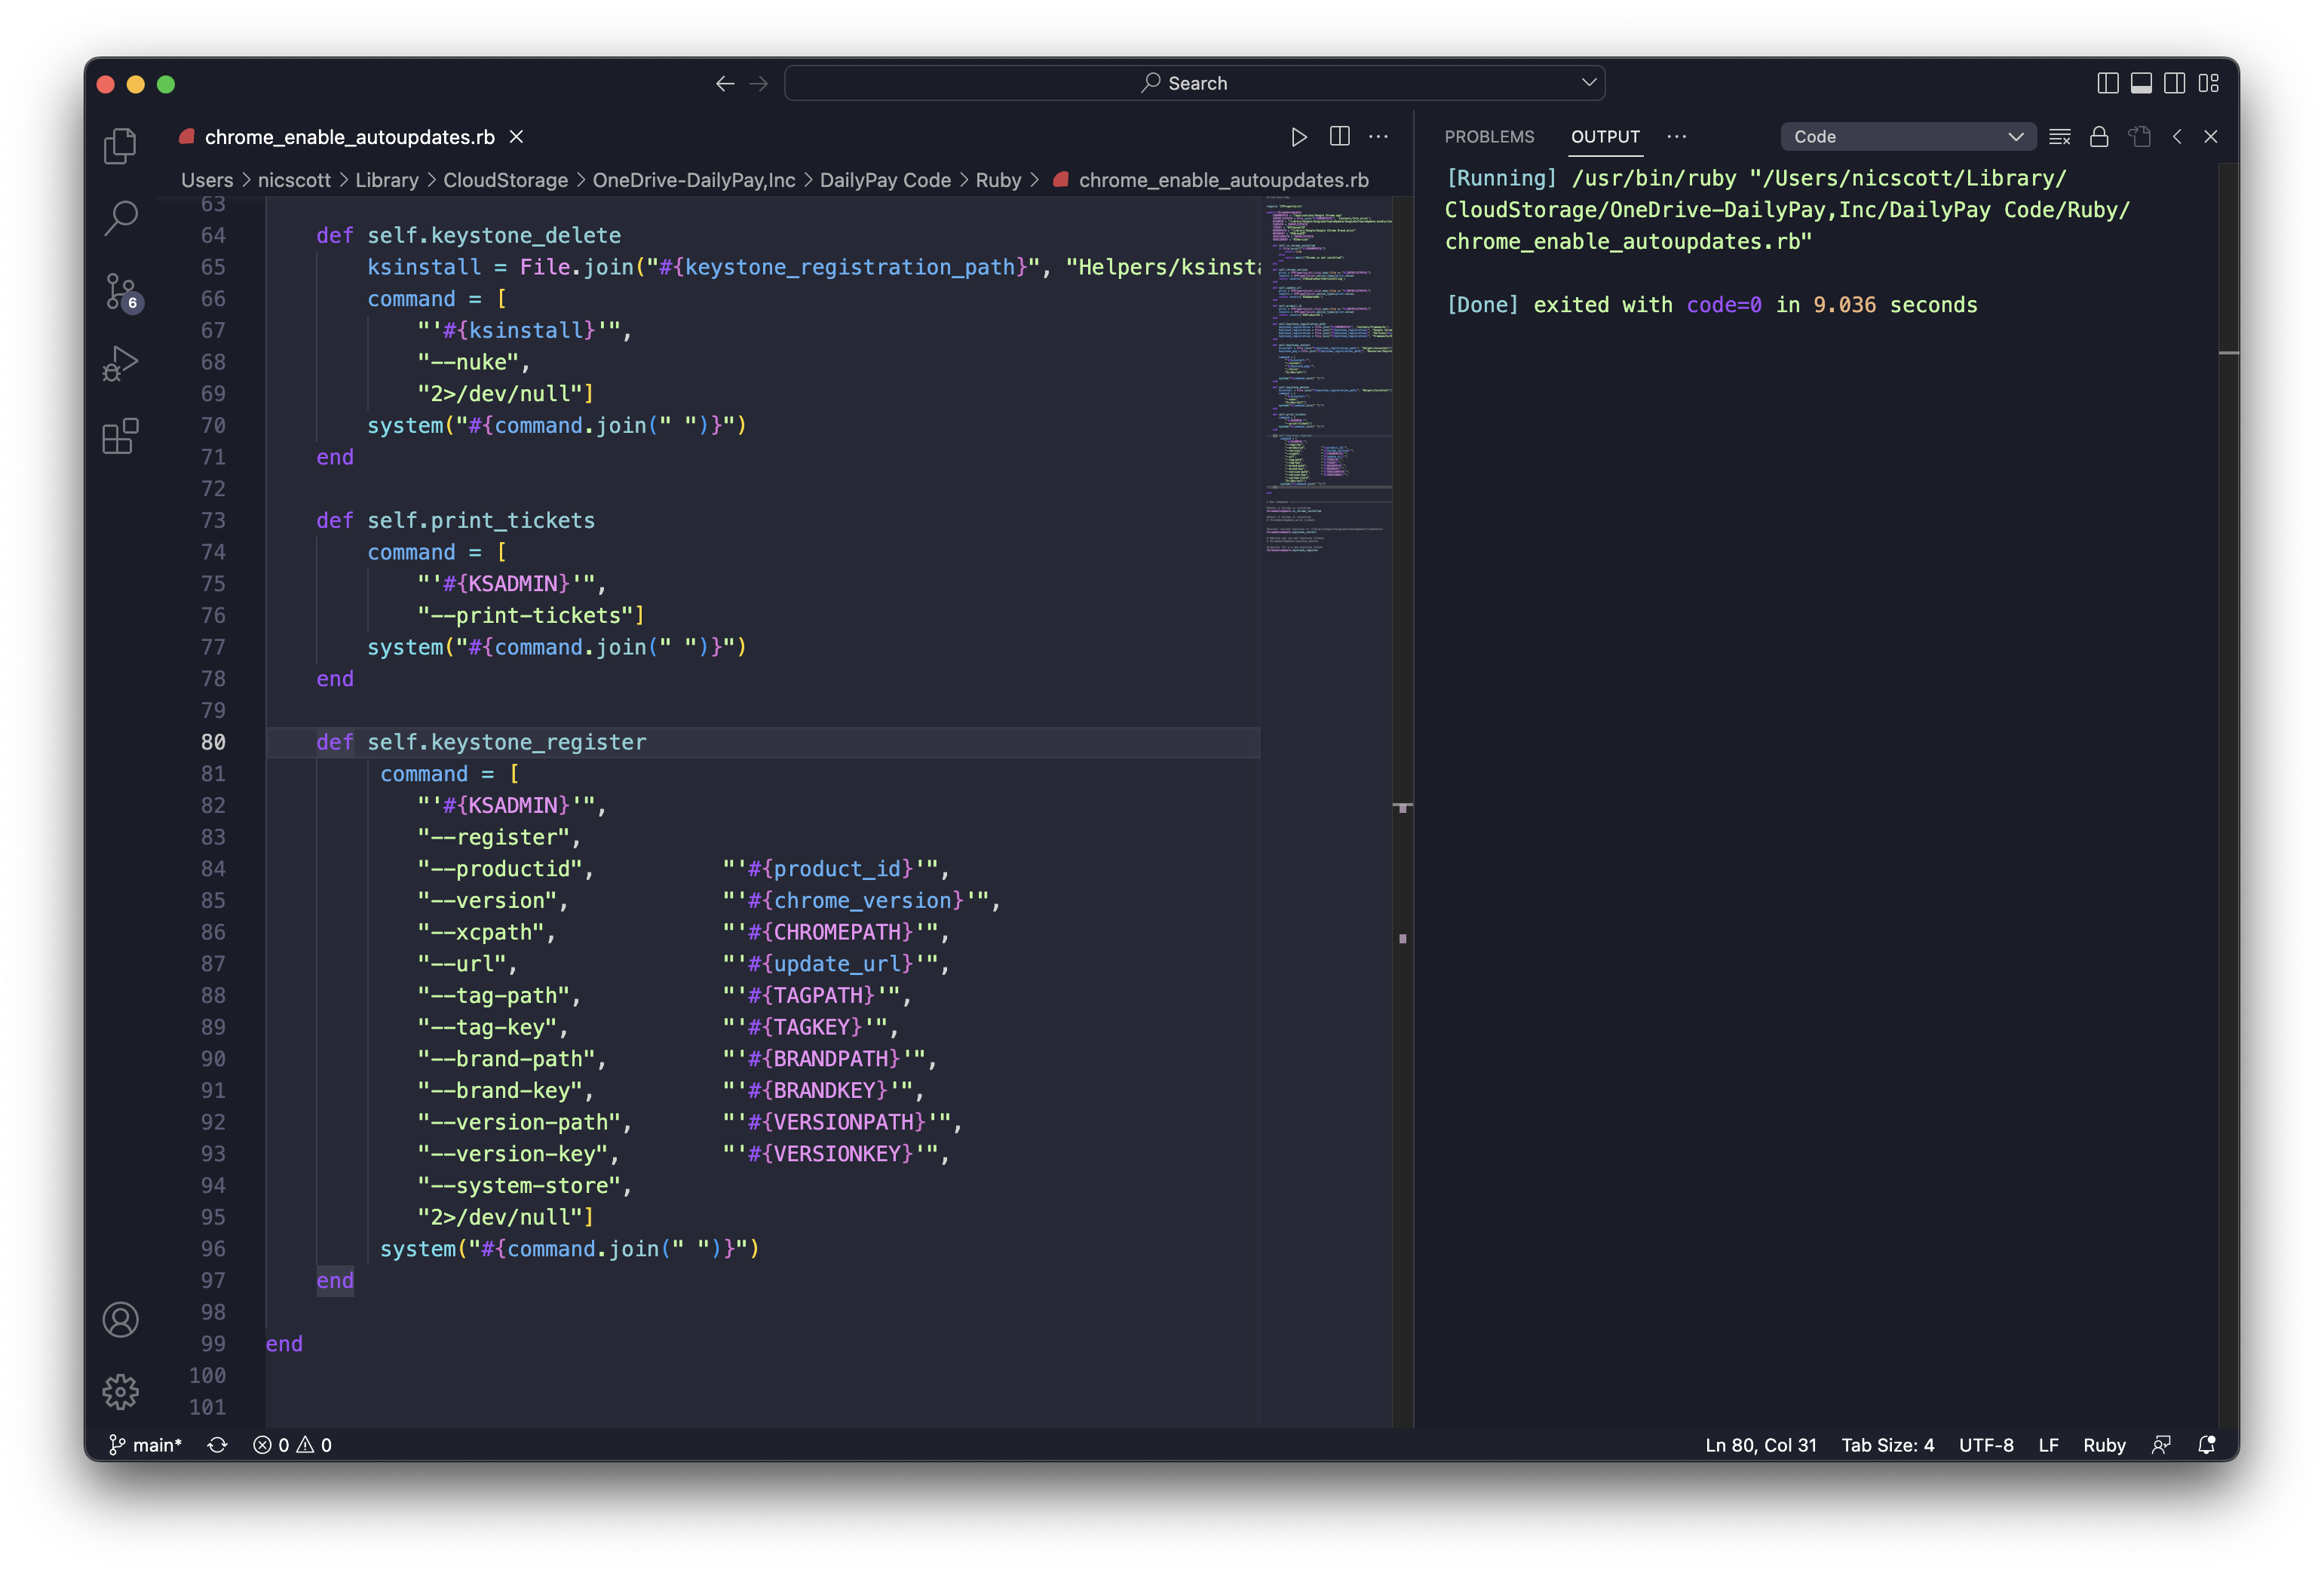 Search
chrome_enable_autoupdates.rb
Users > nicscott > Library > CloudStorage > OneDrive-DailyPay,Inc > DailyPay Code > Ruby > chrome_enable_autoupdates.rb
63
64 def self.keystone_delete
65 ksinstall = File.join("#{keystone_registration_path}", "Helpers/ksinsta
66 command = [
67 "'#{ksinstall}'",
68 "--nuke",
69 "2>/dev/null"]
70 system("#{command.join(" ")}")
71 end
72
73 def self.print_tickets
74 command = [
75 "'#{KSADMIN}'",
76 "--print-tickets"]
77 system("#{command.join(" ")}")
78 end
79
80 def self.keystone_register
81 command = [
82 "'#{KSADMIN}'",
83 "--register",
84 "--productid", "'#{product_id}'",
85 "--version", "'#{chrome_version}'",
86 "--xcpath", "'#{CHROMEPATH}'",
87 "--url", "'#{update_url}'",
88 "--tag-path", "'#{TAGPATH}'",
89 "--tag-key", "'#{TAGKEY}'",
90 "--brand-path", "'#{BRANDPATH}'",
91 "--brand-key", "'#{BRANDKEY}'",
92 "--version-path", "'#{VERSIONPATH}'",
93 "--version-key", "'#{VERSIONKEY}'",
94 "--system-store",
95 "2>/dev/null"]
96 system("#{command.join(" ")}")
97 end
98
99 end
100
101
PROBLEMS OUTPUT ··· Code
[Running] /usr/bin/ruby "/Users/nicscott/Library/
CloudStorage/OneDrive-DailyPay,Inc/DailyPay Code/Ruby/
chrome_enable_autoupdates.rb"
[Done] exited with code=0 in 9.036 seconds
6
main* 0 0 Ln 80, Col 31 Tab Size: 4 UTF-8 LF Ruby